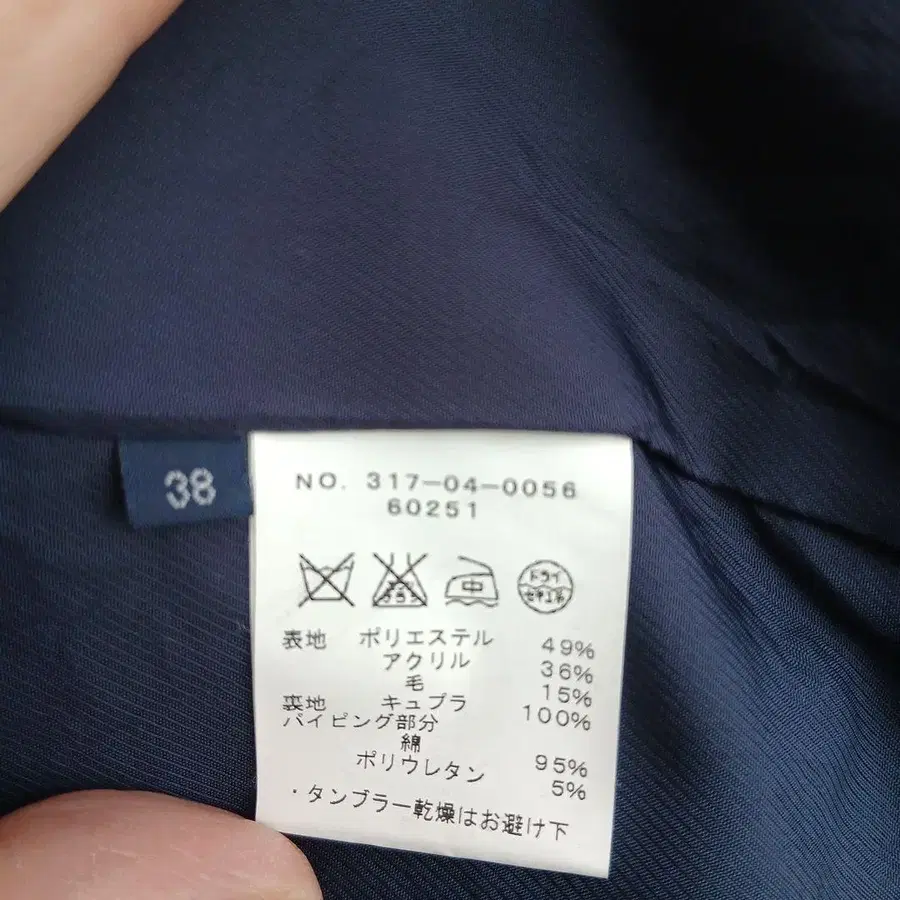 38
NO. 317-04-0056
60251
中
ドライ
セキユ系
表地 ポリエステル 49%
アクリル 36%
毛 15%
裏地 キュプラ 100%
パイピング部分
綿 95%
ポリウレタン 5%
・タンブラー乾燥はお避け下